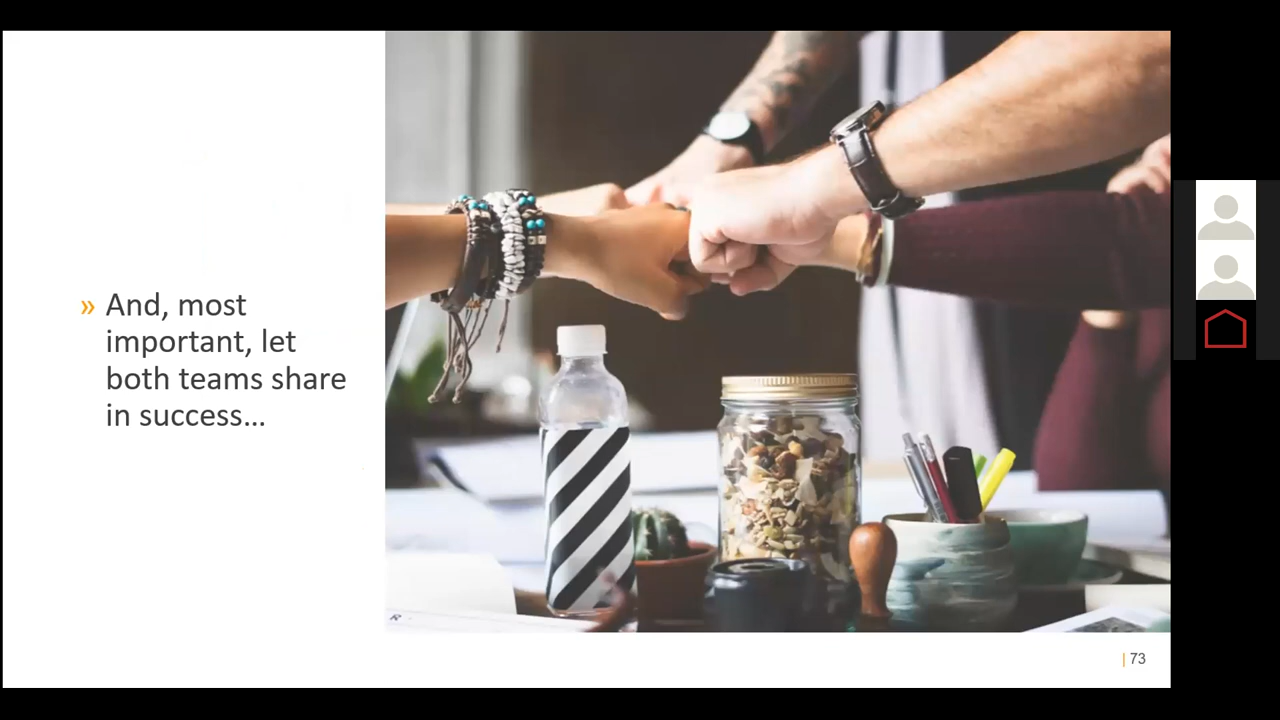 » And, most
important, let
both teams share
in success...
| 73